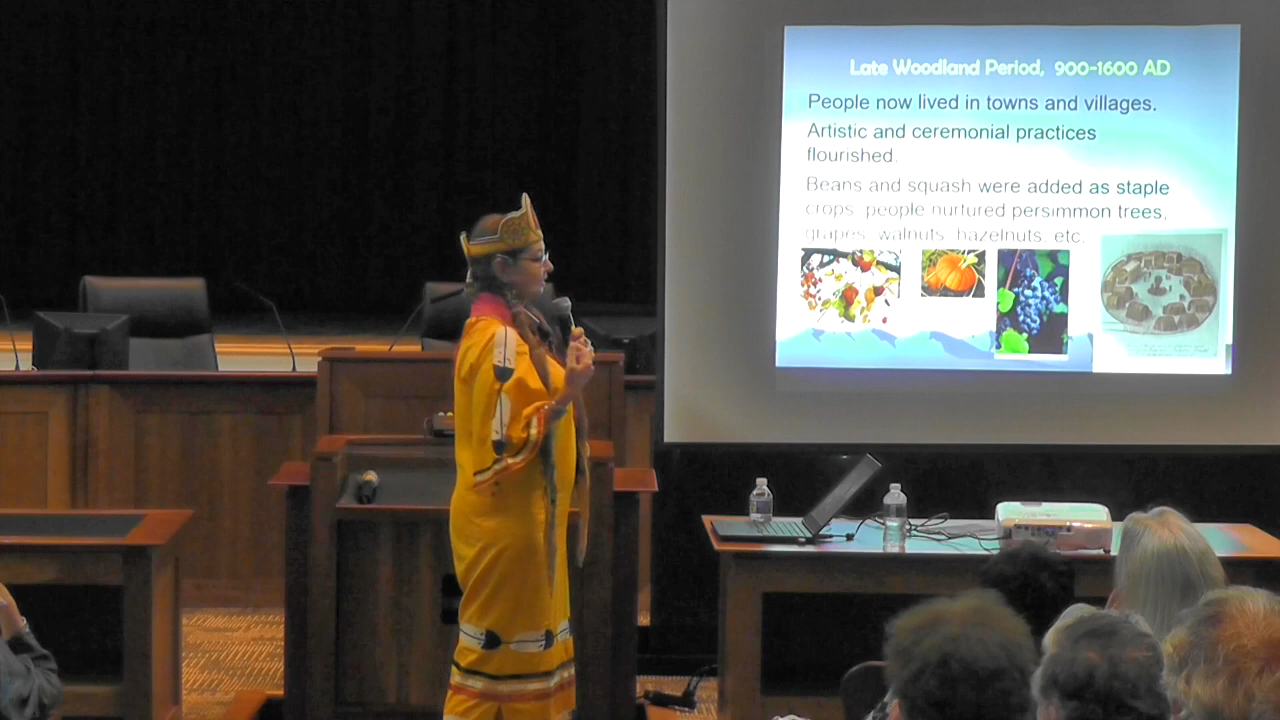 Late Woodland Period, 900-1600 AD
People now lived in towns and villages.
Artistic and ceremonial practices
flourished.
Beans and squash were added as staple
crops, people nurtured persimmon trees,
grapes, walnuts, hazelnuts, etc.